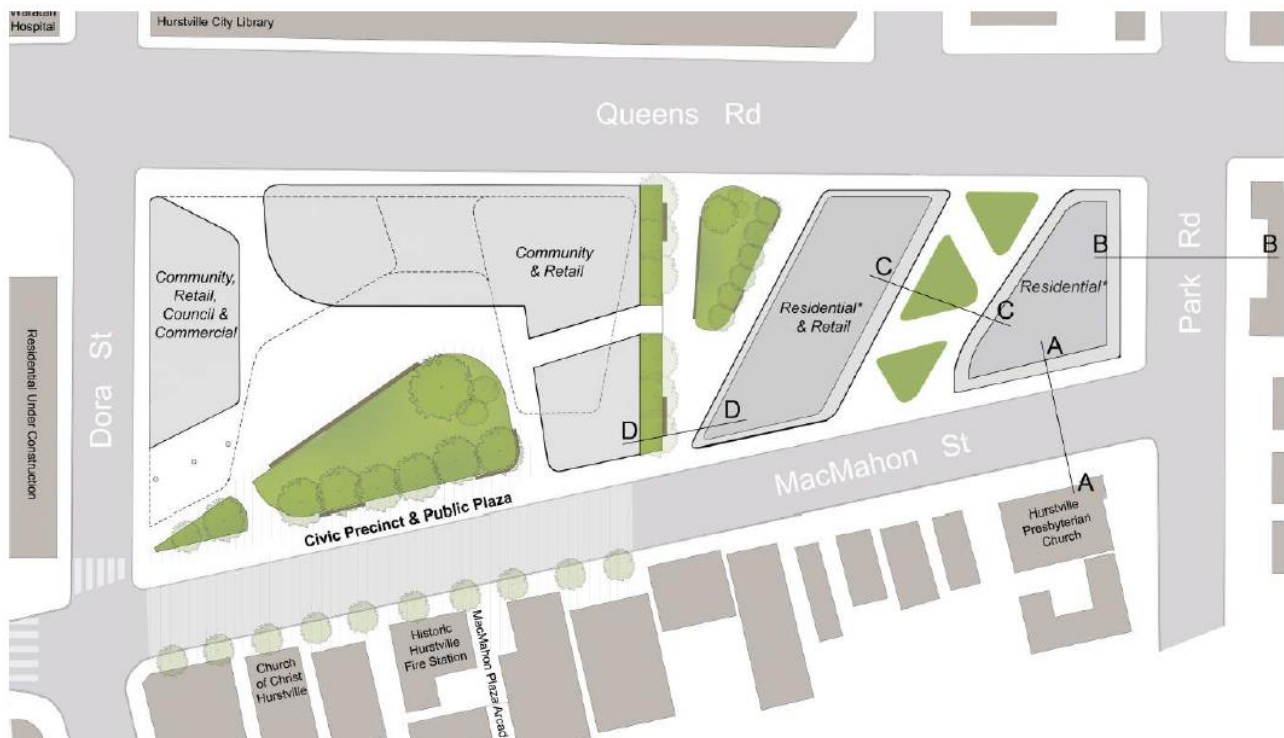 Waratah
Hospital
Hurstville City Library
Queens Rd
Community,
Retail,
Council &
Commercial
Community
& Retail
Residential*
& Retail
Residential*
B
B
C
C
A
A
D
D
Park Rd
Dora St
Residential Under Construction
MacMahon St
Civic Precinct & Public Plaza
Hurstville
Presbyterian
Church
Historic
Hurstville
Fire Station
MacMahon Plaza Arcad
Church
of Christ
Hurstville